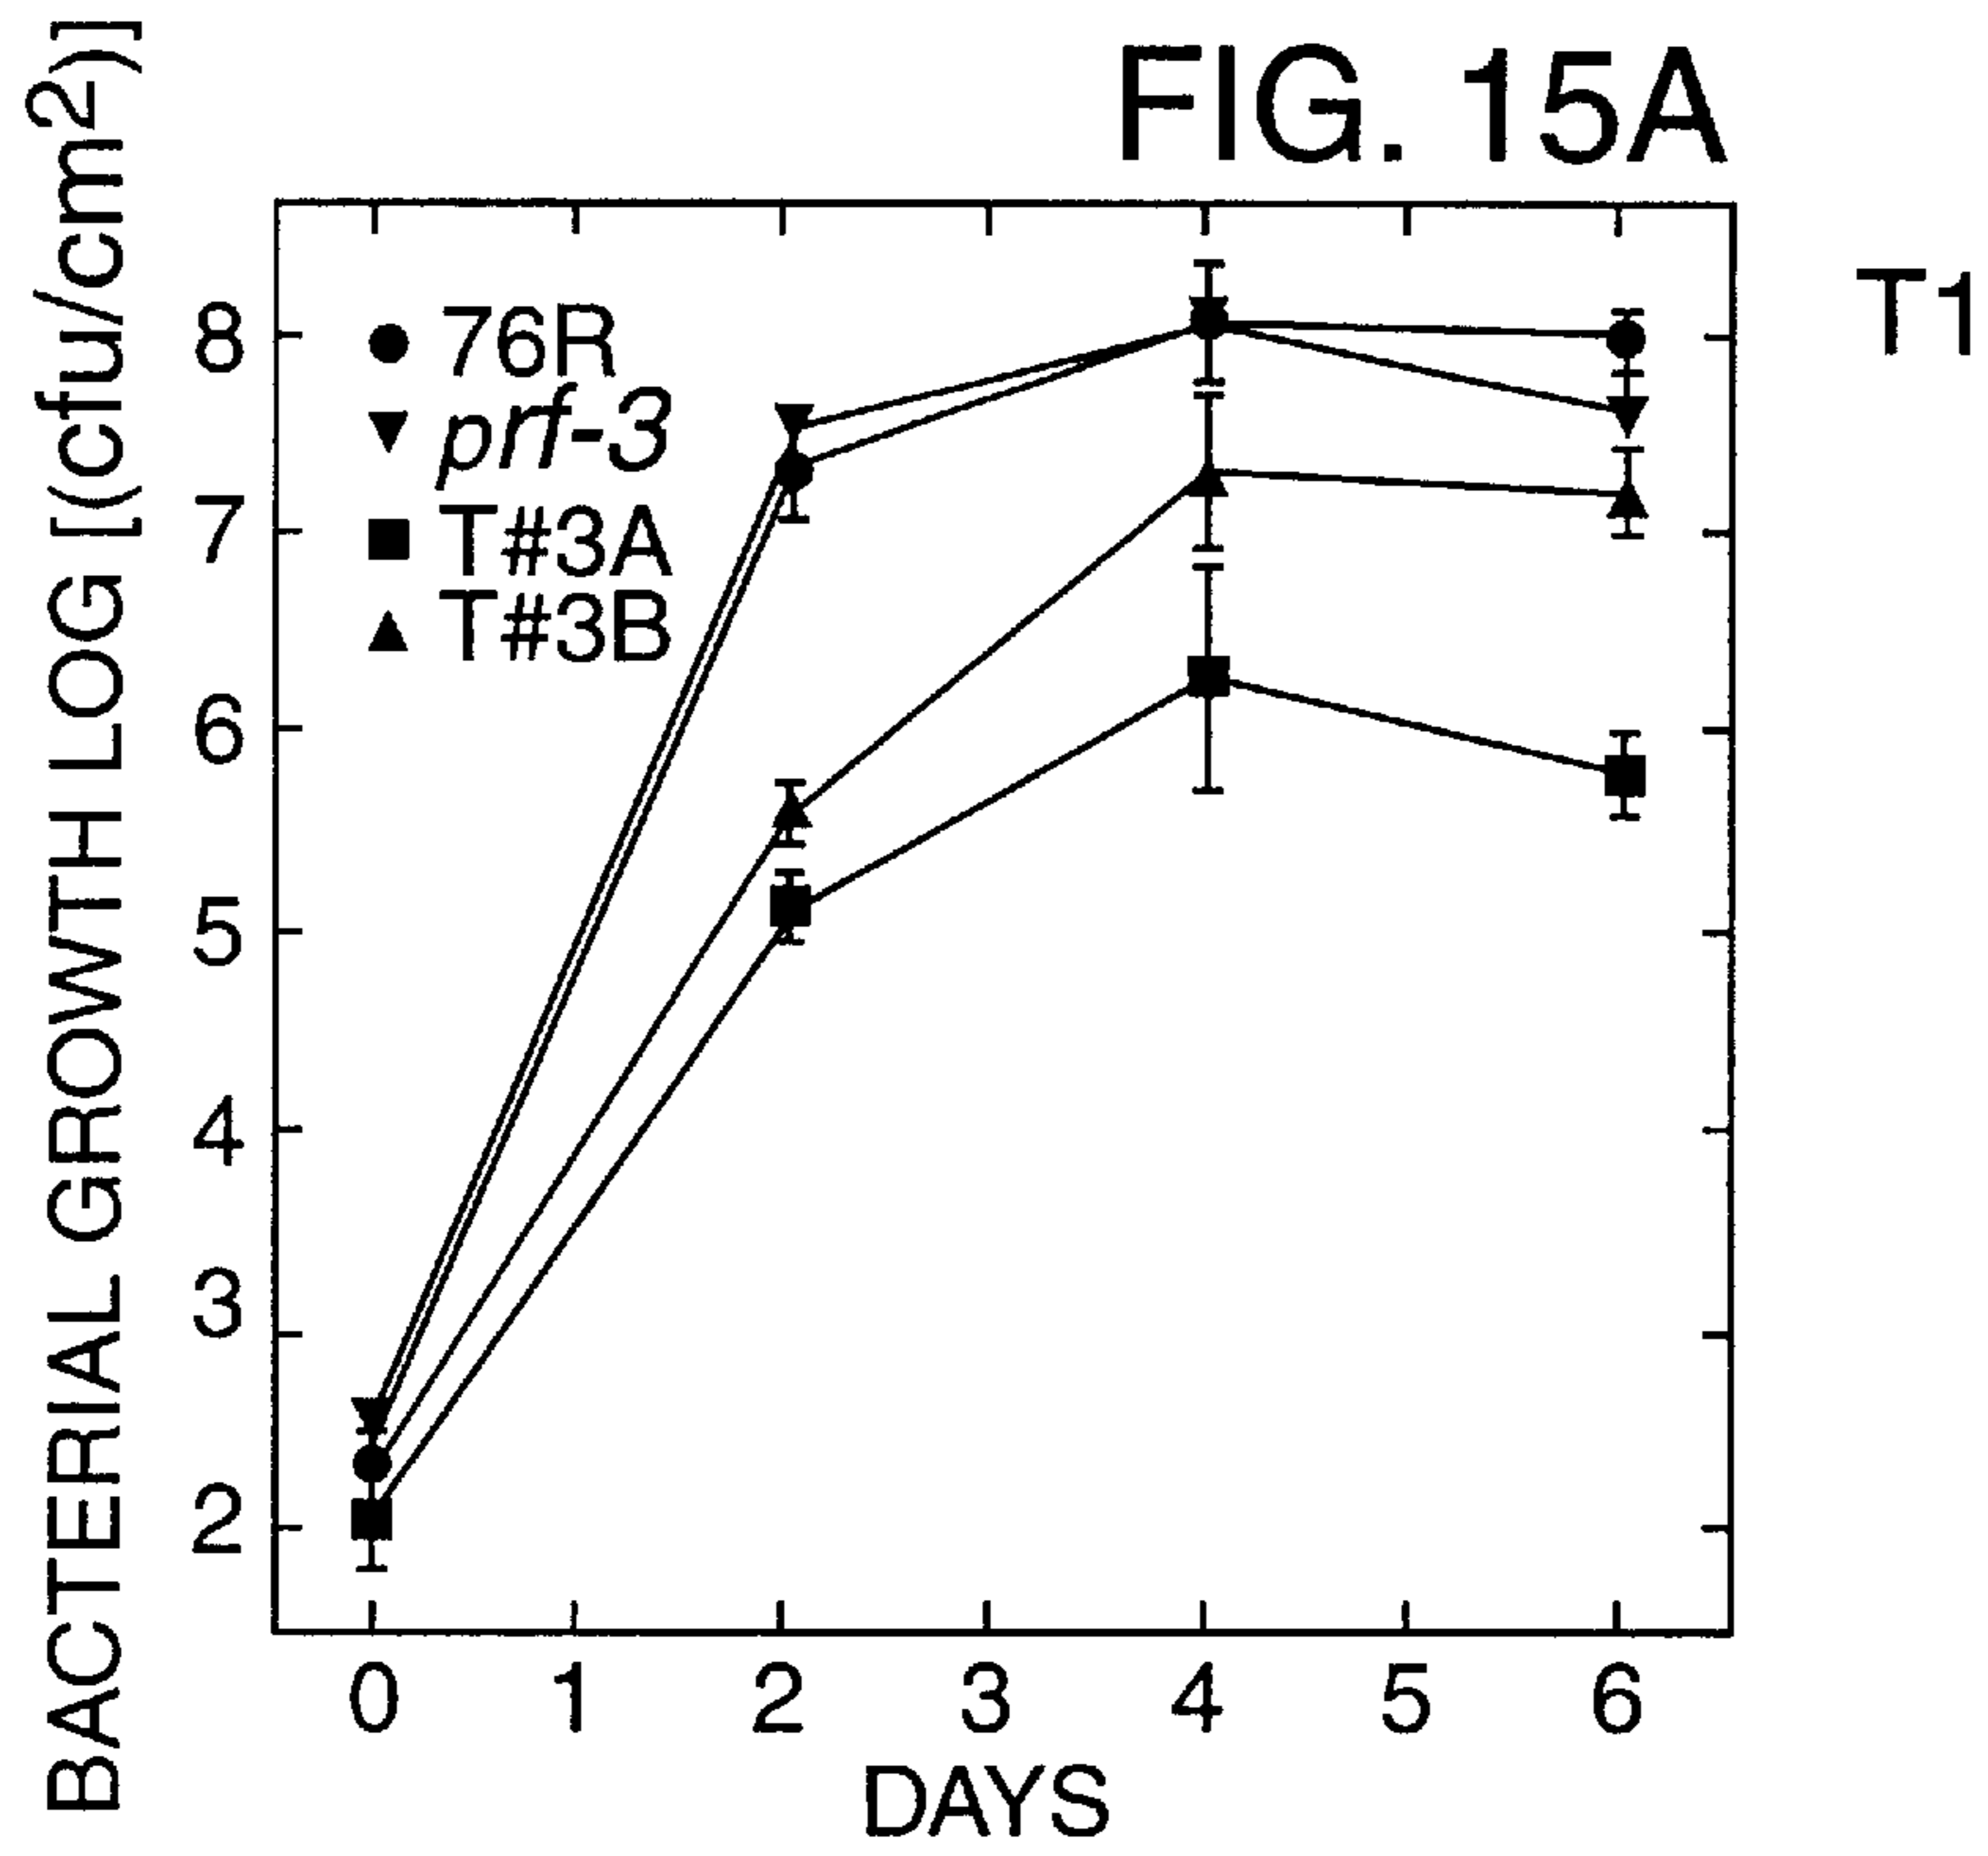 FIG. 15A
T1
BACTERIAL GROWTH LOG [(cfu/cm2)]
8
7
6
5
4
3
2
76R
prf-3
T#3A
T#3B
0 1 2 3 4 5 6
DAYS